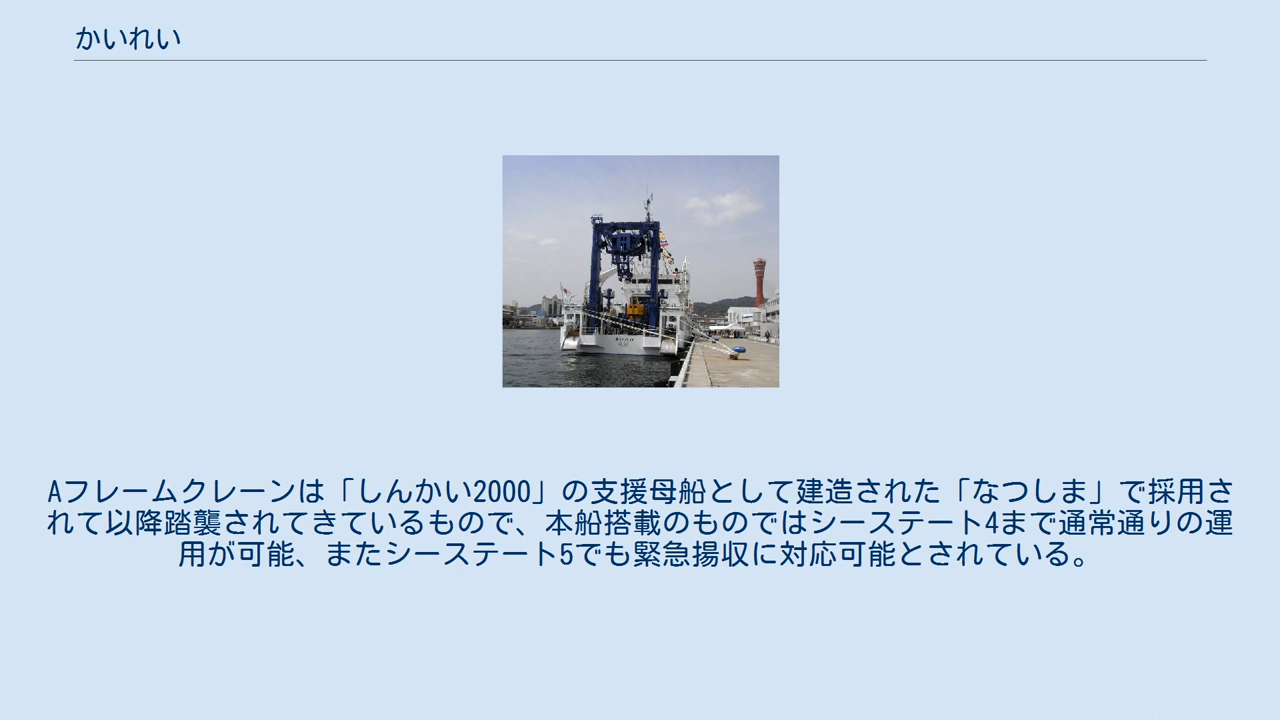 かいれい
Aフレームクレーンは「しんかい2000」の支援母船として建造された「なつしま」で採用さ
れて以降踏襲されてきているもので、本船搭載のものではシーステート4まで通常通りの運
用が可能、またシーステート5でも緊急揚収に対応可能とされている。